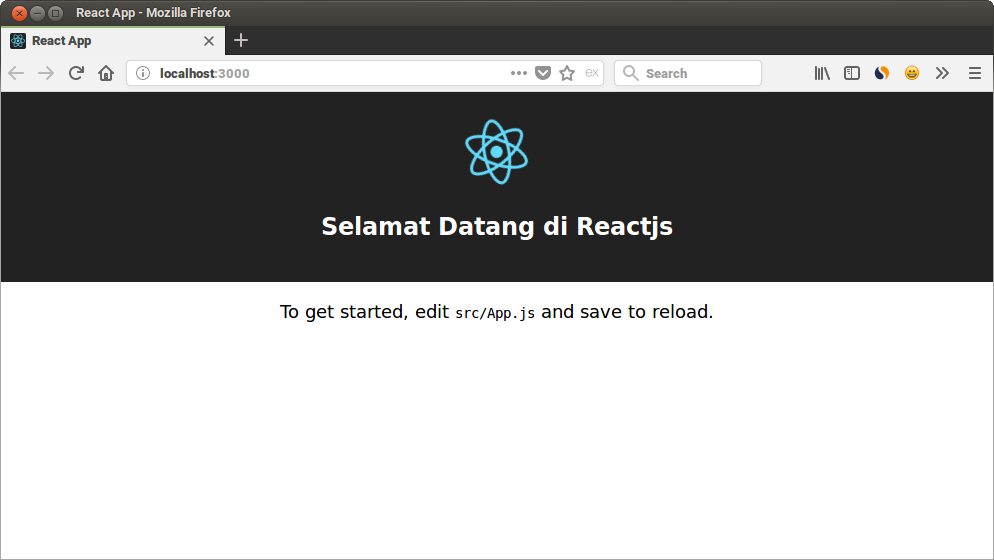 React App - Mozilla Firefox
React App
localhost:3000
Search
Selamat Datang di Reactjs
To get started, edit src/App.js and save to reload.